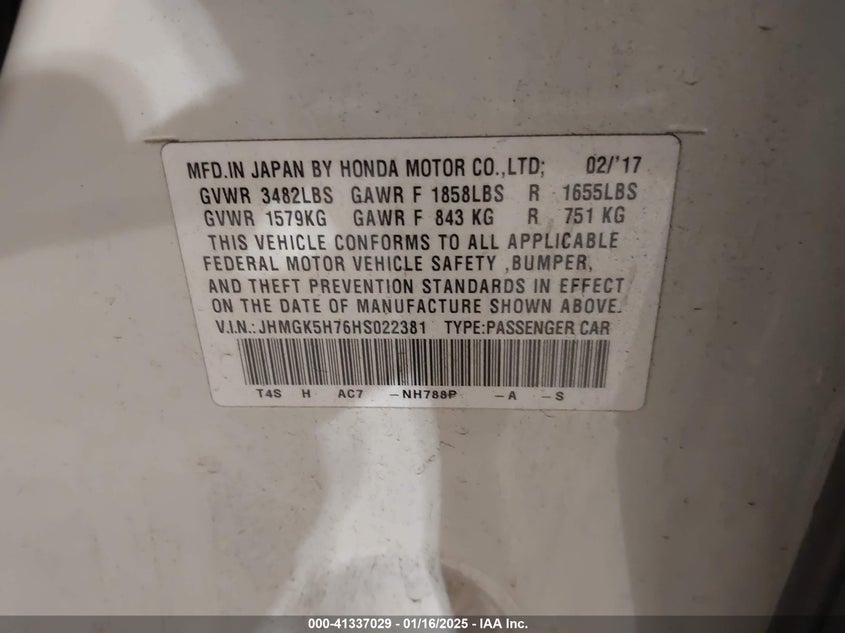 MFD.IN JAPAN BY HONDA MOTOR CO.,LTD; 02/'17
GVWR 3482LBS GAWR F 1858LBS R 1655LBS
GVWR 1579KG GAWR F 843 KG R 751 KG
THIS VEHICLE CONFORMS TO ALL APPLICABLE
FEDERAL MOTOR VEHICLE SAFETY ,BUMPER,
AND THEFT PREVENTION STANDARDS IN EFFECT
ON THE DATE OF MANUFACTURE SHOWN ABOVE.
V.I.N.: JHMGK5H76HS022381 TYPE:PASSENGER CAR
T4S H AC7 -NH788P -A -S
000-41337029 - 01/16/2025 - IAA Inc.